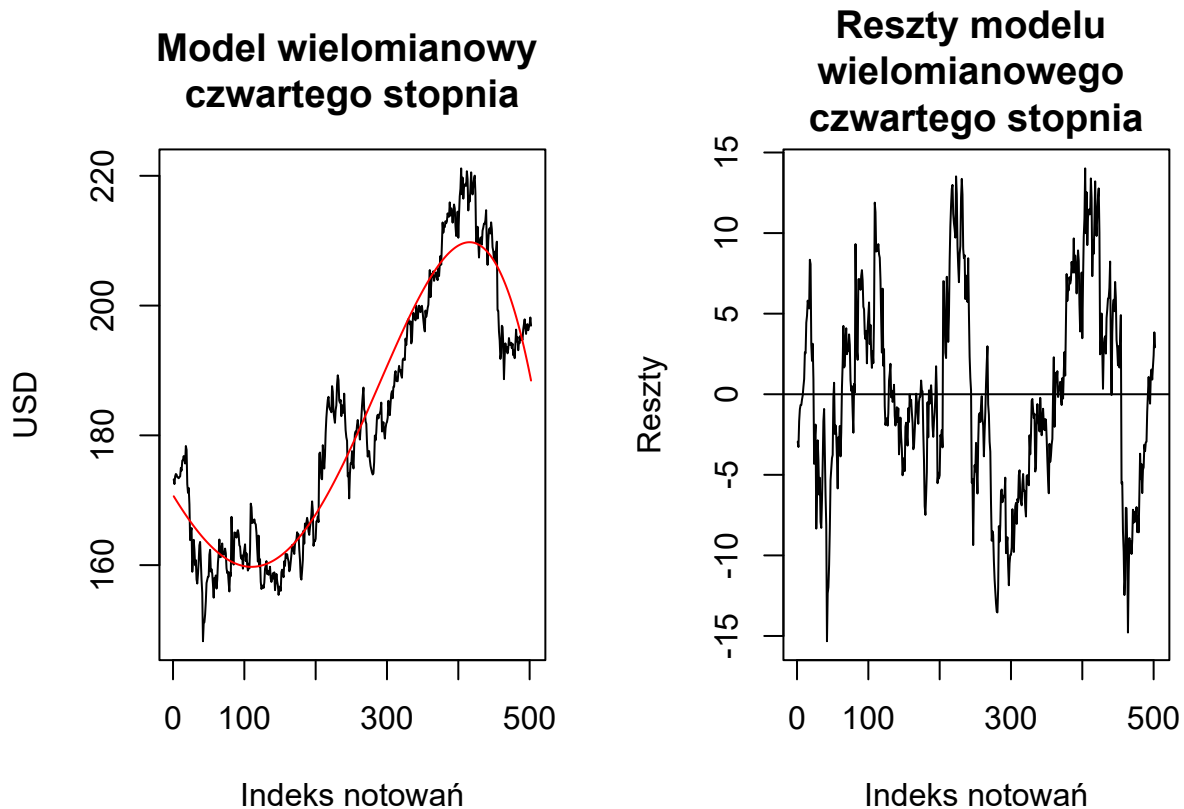 Model wielomianowy
czwartego stopnia
USD
220
200
180
160
0 100 300 500
Indeks notowań
Reszty modelu
wielomianowego
czwartego stopnia
Reszty
15
10
5
0
-5
-10
-15
0 100 300 500
Indeks notowań